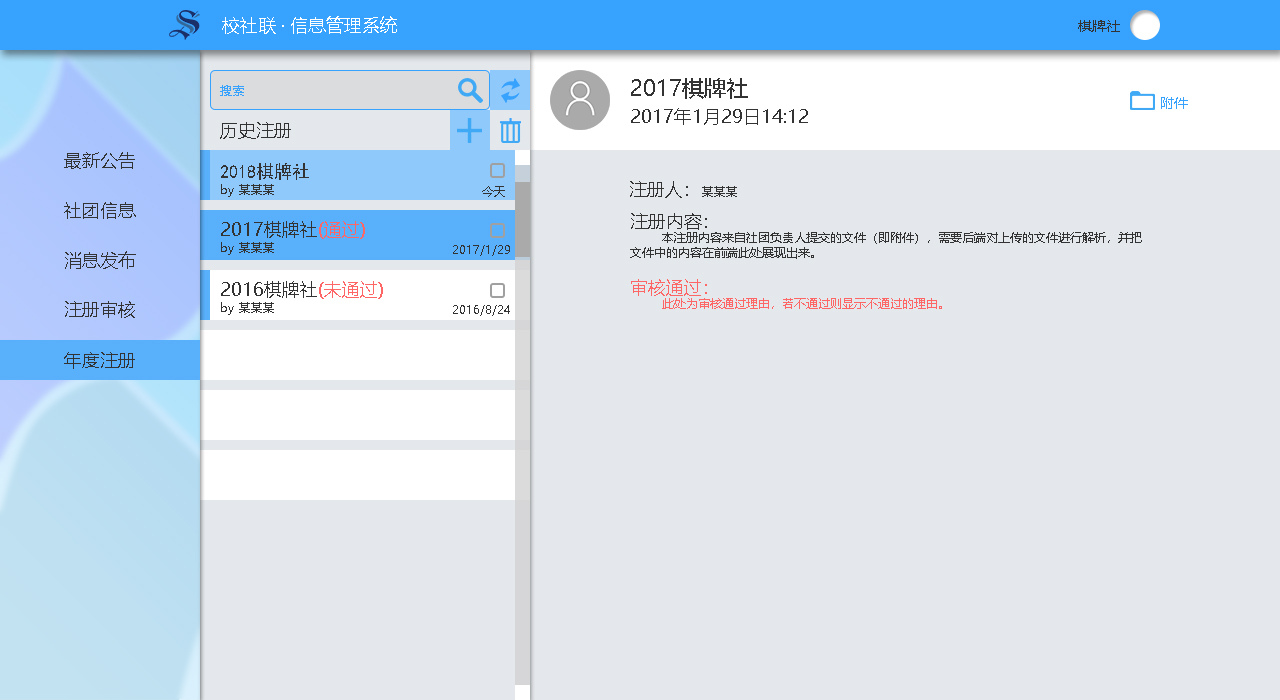 校社联 · 信息管理系统
棋牌社
最新公告
社团信息
消息发布
注册审核
年度注册
搜索
历史注册
2018棋牌社
by 某某某
今天
2017棋牌社(通过)
by 某某某
2017/1/29
2016棋牌社(未通过)
by 某某某
2016/8/24
2017棋牌社
2017年1月29日14:12
附件
注册人： 某某某
注册内容：
本注册内容来自社团负责人提交的文件（即附件），需要后端对上传的文件进行解析，并把
文件中的内容在前端此处展现出来。
审核通过：
此处为审核通过理由，若不通过则显示不通过的理由。